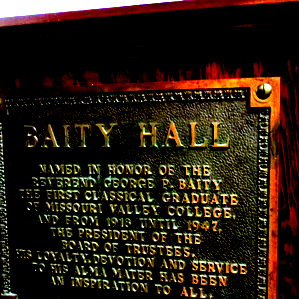 BAITY HALL
NAMED IN HONOR OF THE
REVEREND GEORGE P. BAITY
THE FIRST CLASSICAL GRADUATE
OF MISSOURI VALLEY COLLEGE,
AND FROM 1918 UNTIL 1947,
THE PRESIDENT OF THE
BOARD OF TRUSTEES.
HIS LOYALTY, DEVOTION AND SERVICE
TO HIS ALMA MATER HAS BEEN
AN INSPIRATION TO ALL.